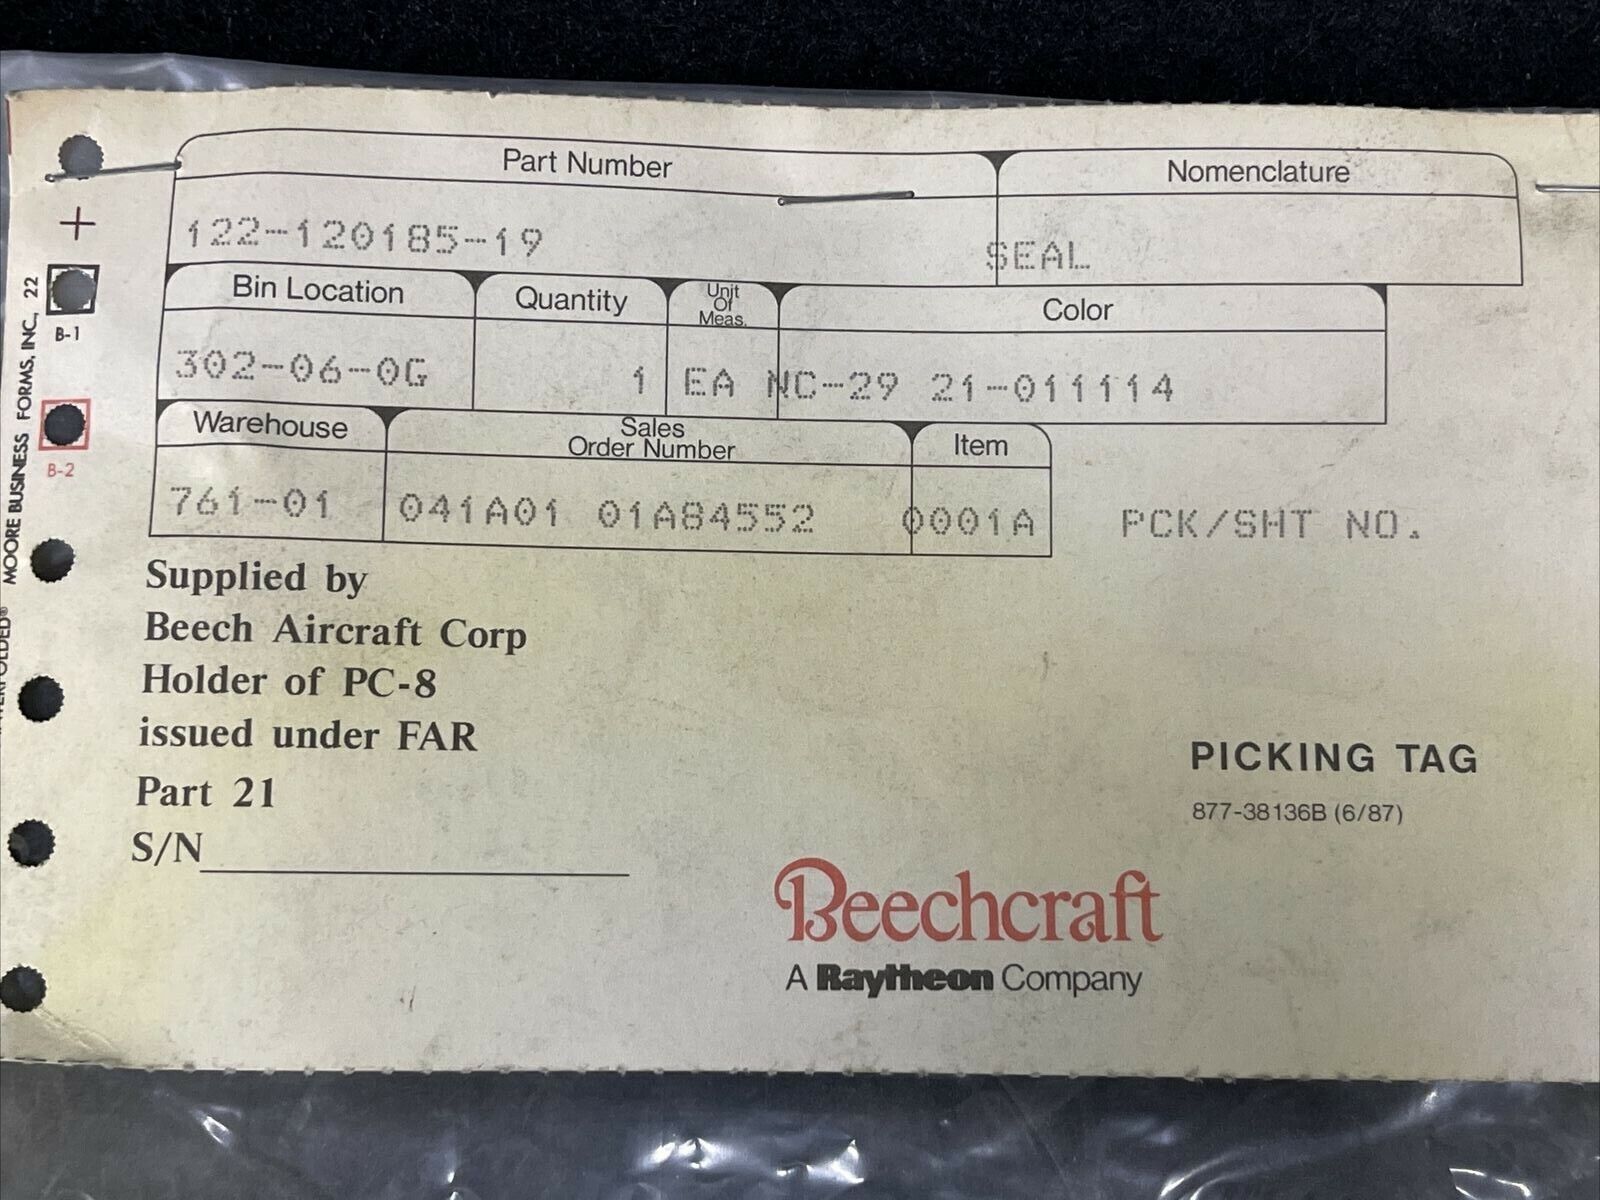 Part Number
Nomenclature
122-120185-19
SEAL
Bin Location
Quantity
Unit
Of
Meas.
Color
302-06-0G
1
EA
NC-29 21-011114
Warehouse
Sales
Order Number
Item
761-01
041A01 01A84552
0001A
PCK/SHT NO.
Supplied by
Beech Aircraft Corp
Holder of PC-8
issued under FAR
Part 21
S/N
PICKING TAG
877-38136B (6/87)
Beechcraft
A Raytheon Company
B-1
B-2
MOORE BUSINESS FORMS, INC., 22